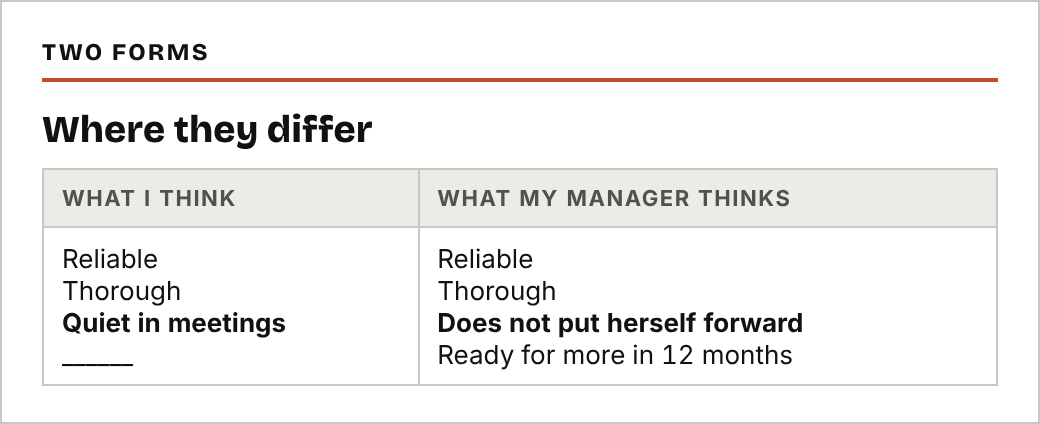 TWO FORMS
Where they differ
WHAT I THINK
WHAT MY MANAGER THINKS
Reliable
Thorough
Quiet in meetings
______
Reliable
Thorough
Does not put herself forward
Ready for more in 12 months